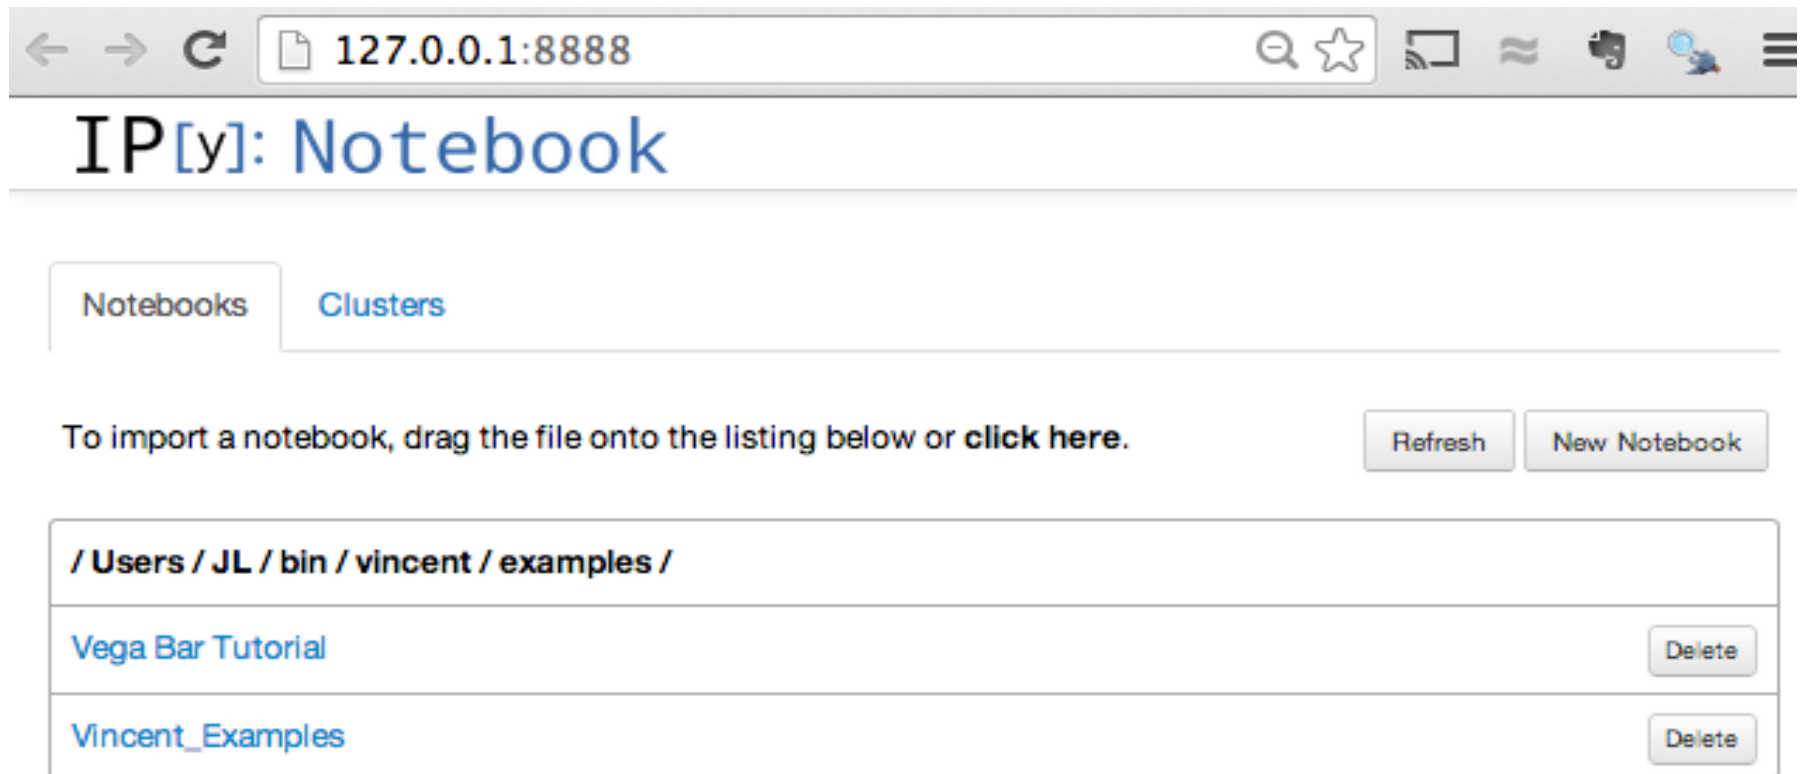 127.0.0.1:8888
IP[y]: Notebook
Notebooks Clusters
To import a notebook, drag the file onto the listing below or click here. Refresh New Notebook
/ Users / JL / bin / vincent / examples /
Vega Bar Tutorial Delete
Vincent_Examples Delete